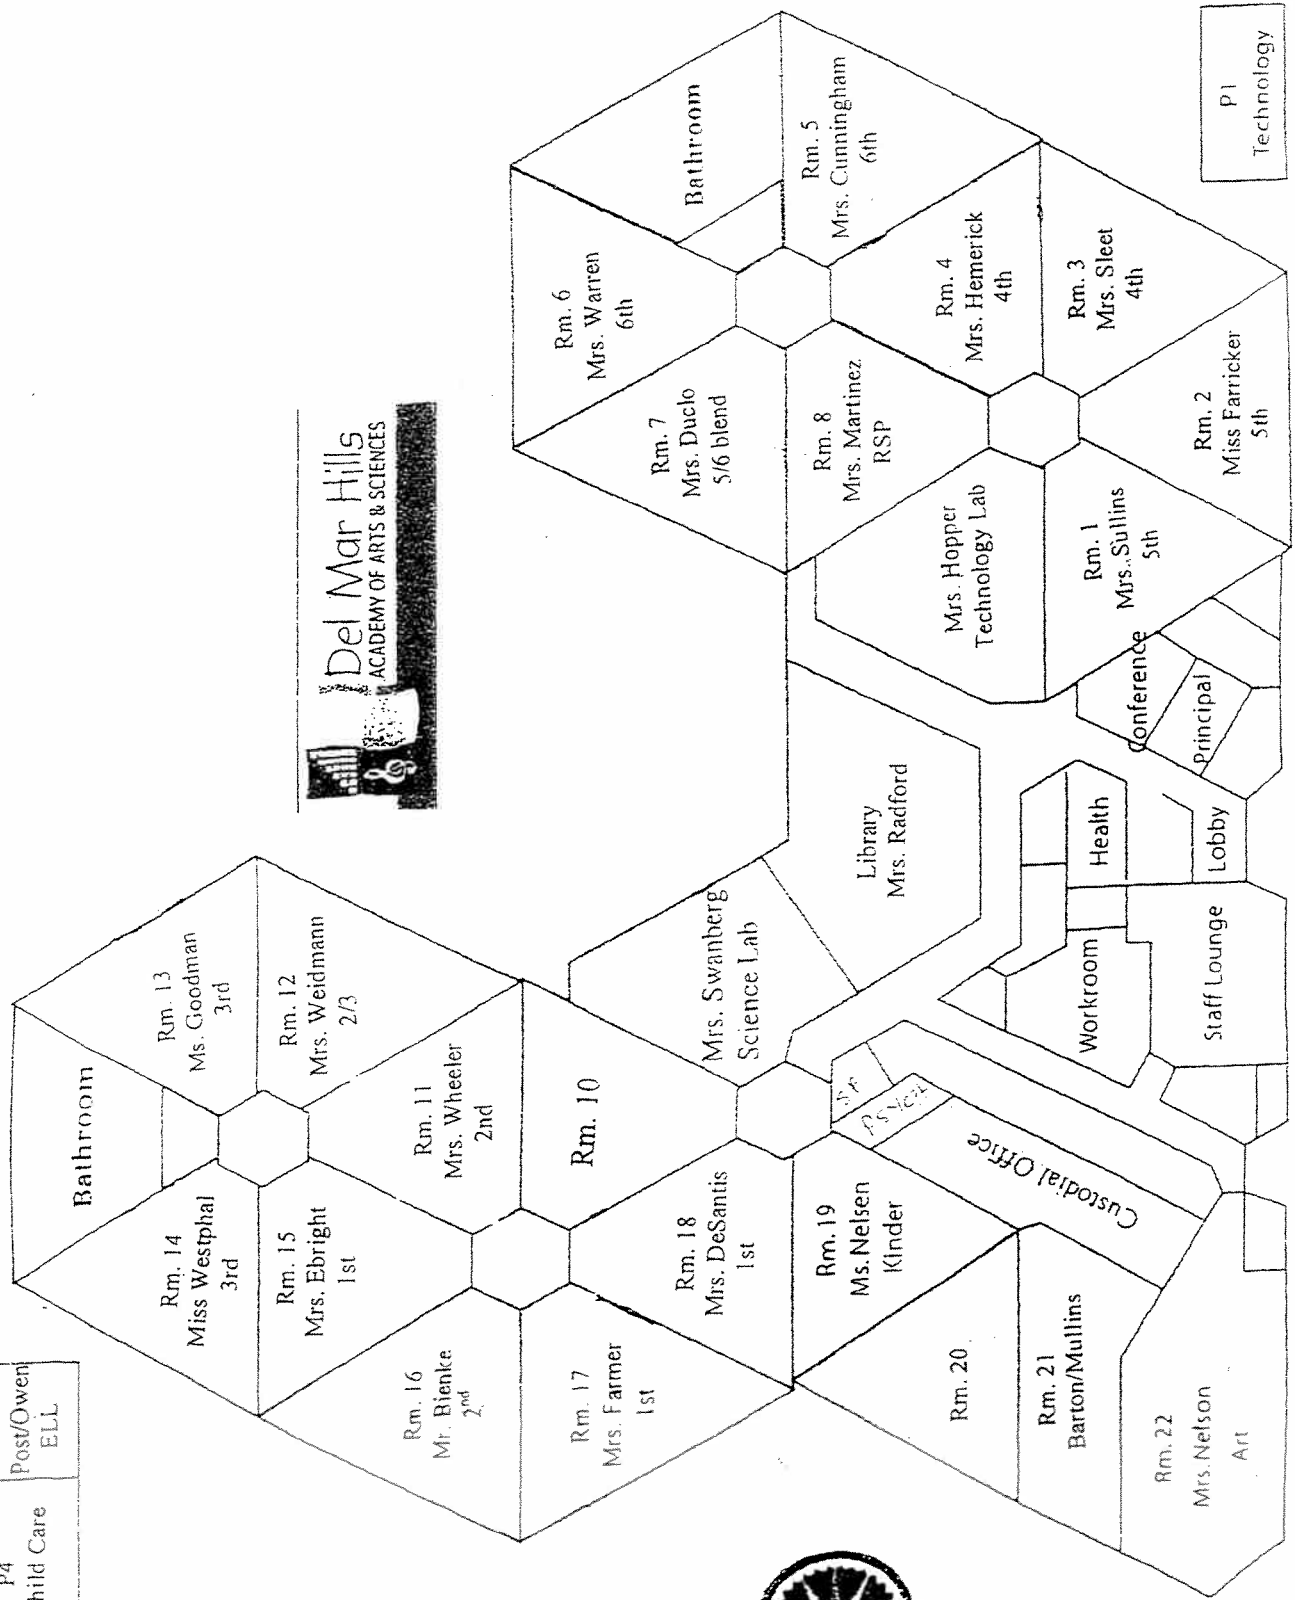 P4
hild Care
Post/Owen
ELL
Bathroom
Rm. 14
Miss Westphal
3rd
Rm. 13
Ms. Goodman
3rd
Rm. 15
Mrs. Ebright
1st
Rm. 12
Mrs. Weidmann
2/3
Del Mar Hills
ACADEMY OF ARTS & SCIENCES
Rm. 16
Mr. Bienke
2nd
Rm. 11
Mrs. Wheeler
2nd
Rm. 17
Mrs. Farmer
1st
Rm. 10
Rm. 6
Mrs. Warren
6th
Bathroom
Rm. 7
Mrs. Duclo
5/6 blend
Rm. 18
Mrs. DeSantis
1st
Mrs. Swanberg
Science Lab
Rm. 8
Mrs. Martinez
RSP
Rm. 5
Mrs. Cunningham
6th
Rm. 19
Ms. Nelsen
Kinder
Library
Mrs. Radford
Psych
Custodial Office
Rm. 20
Mrs. Hopper
Technology Lab
Rm. 4
Mrs. Hemerick
4th
Rm. 21
Barton/Mullins
Workroom
Health
Rm. 1
Mrs. Sullins
5th
Rm. 3
Mrs. Sleet
4th
Conference
Principal
Rm. 22
Mrs. Nelson
Art
Staff Lounge
Lobby
Rm. 2
Miss Farricker
5th
P1
Technology